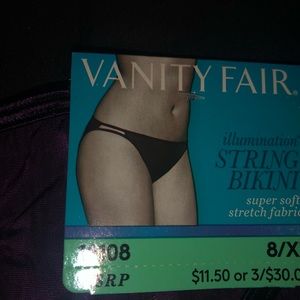 VANITY FAIR®
illumination
STRING
BIKINI
super soft
stretch fabric
8/X
$11.50 or 3/$30.0